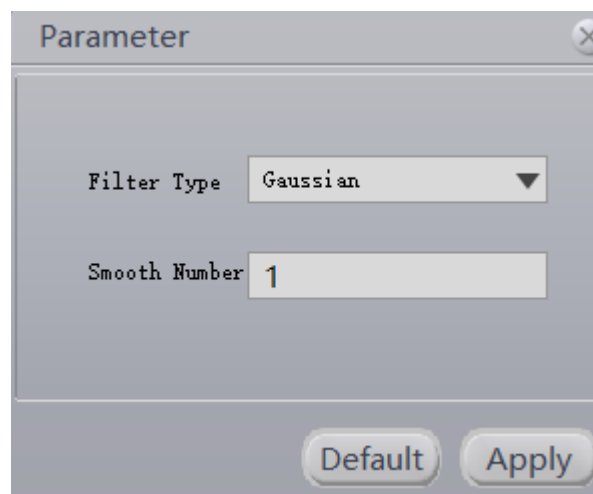 Parameter
Filter Type Gaussian
Smooth Number 1
Default Apply